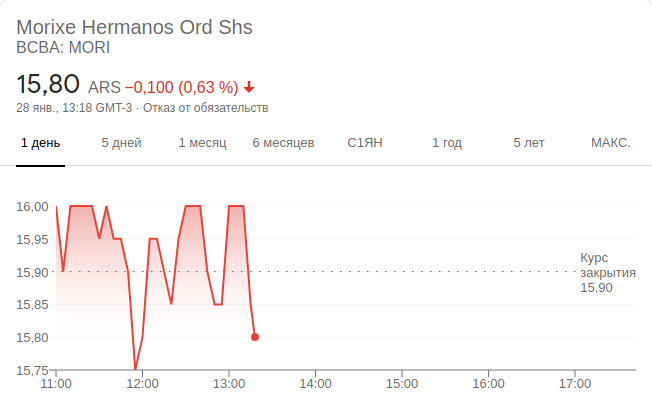 Morixe Hermanos Ord Shs
BCBA: MORI
15,80 ARS −0,100 (0,63 %)
28 янв., 13:18 GMT-3 · Отказ от обязательств
1 день 5 дней 1 месяц 6 месяцев С1ЯН 1 год 5 лет МАКС.
16,00
15,95
15,90
15,85
15,80
15,75
Курс
закрытия
15,90
11:00 12:00 13:00 14:00 15:00 16:00 17:00